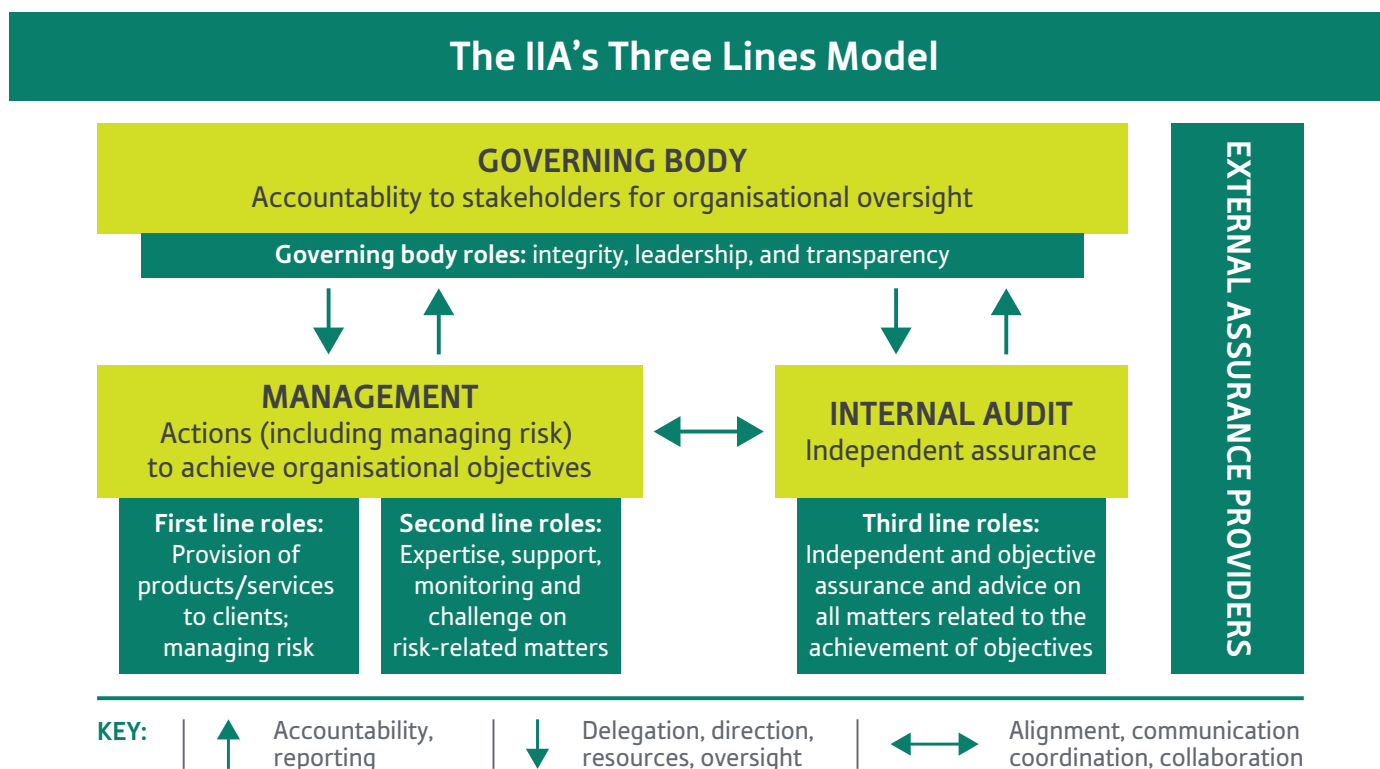 The IIA’s Three Lines Model
GOVERNING BODY
Accountablity to stakeholders for organisational oversight
Governing body roles: integrity, leadership, and transparency
MANAGEMENT
Actions (including managing risk)
to achieve organisational objectives
First line roles:
Provision of
products/services
to clients;
managing risk
Second line roles:
Expertise, support,
monitoring and
challenge on
risk-related matters
INTERNAL AUDIT
Independent assurance
Third line roles:
Independent and objective
assurance and advice on
all matters related to the
achievement of objectives
EXTERNAL ASSURANCE PROVIDERS
KEY:
Accountability,
reporting
Delegation, direction,
resources, oversight
Alignment, communication
coordination, collaboration